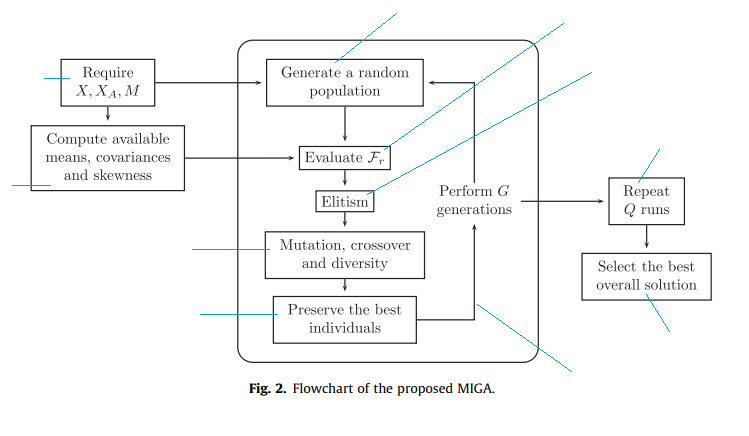 Require
X, X_A, M
Compute available
means, covariances
and skewness
Generate a random
population
Evaluate ℱ_r
Elitism
Mutation, crossover
and diversity
Preserve the best
individuals
Perform G
generations
Repeat
Q runs
Select the best
overall solution
Fig. 2. Flowchart of the proposed MIGA.